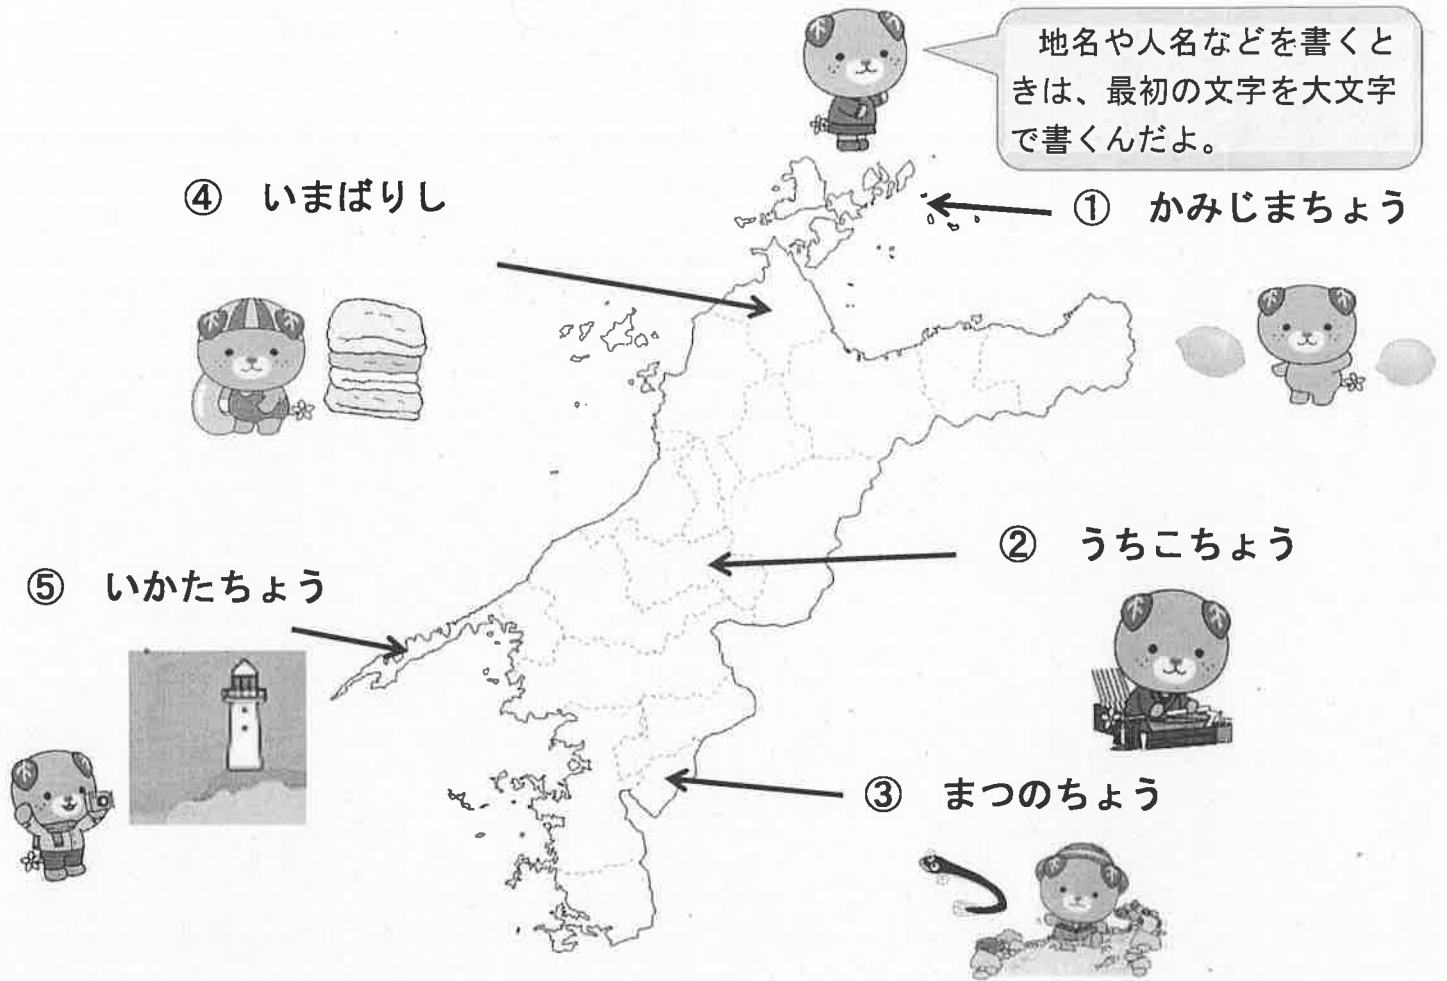 地名や人名などを書くと
きは、最初の文字を大文字
で書くんだよ。
④ いまばりし
① かみじまちょう
② うちこちょう
⑤ いかたちょう
③ まつのちょう